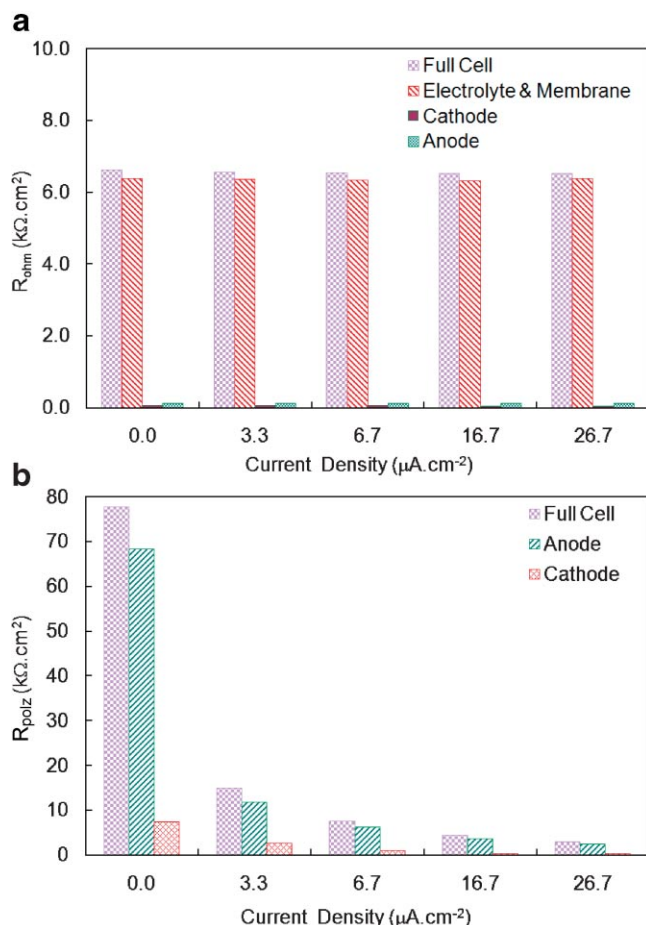 a
10.0
8.0
6.0
4.0
2.0
0.0
R_ohm (kΩ.cm²)
Full Cell
Electrolyte & Membrane
Cathode
Anode
0.0 3.3 6.7 16.7 26.7
Current Density (μA.cm⁻²)
b
80
70
60
50
40
30
20
10
0
R_polz (kΩ.cm²)
Full Cell
Anode
Cathode
0.0 3.3 6.7 16.7 26.7
Current Density (μA.cm⁻²)